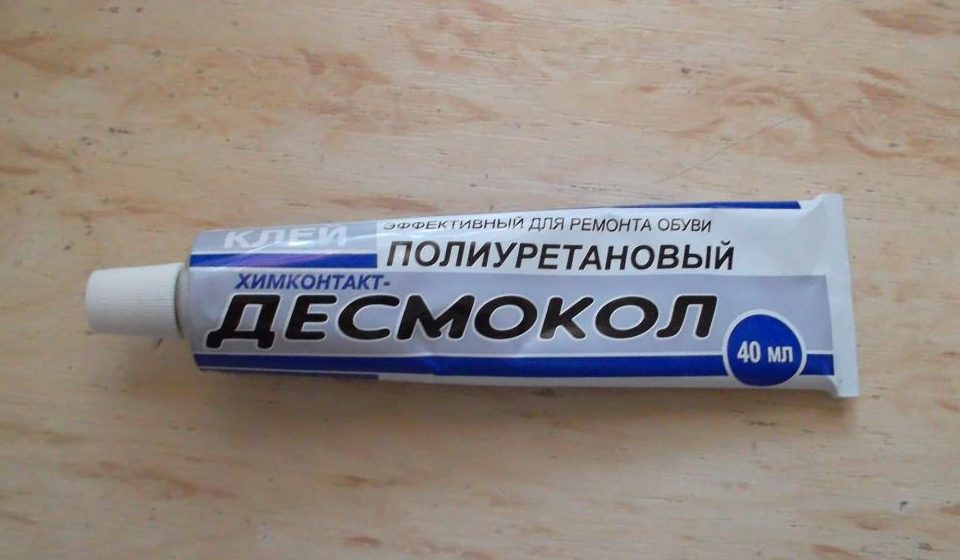 КЛЕЙ
ЭФФЕКТИВНЫЙ ДЛЯ РЕМОНТА ОБУВИ
ПОЛИУРЕТАНОВЫЙ
ХИМКОНТАКТ-
ДЕСМОКОЛ
40 мл